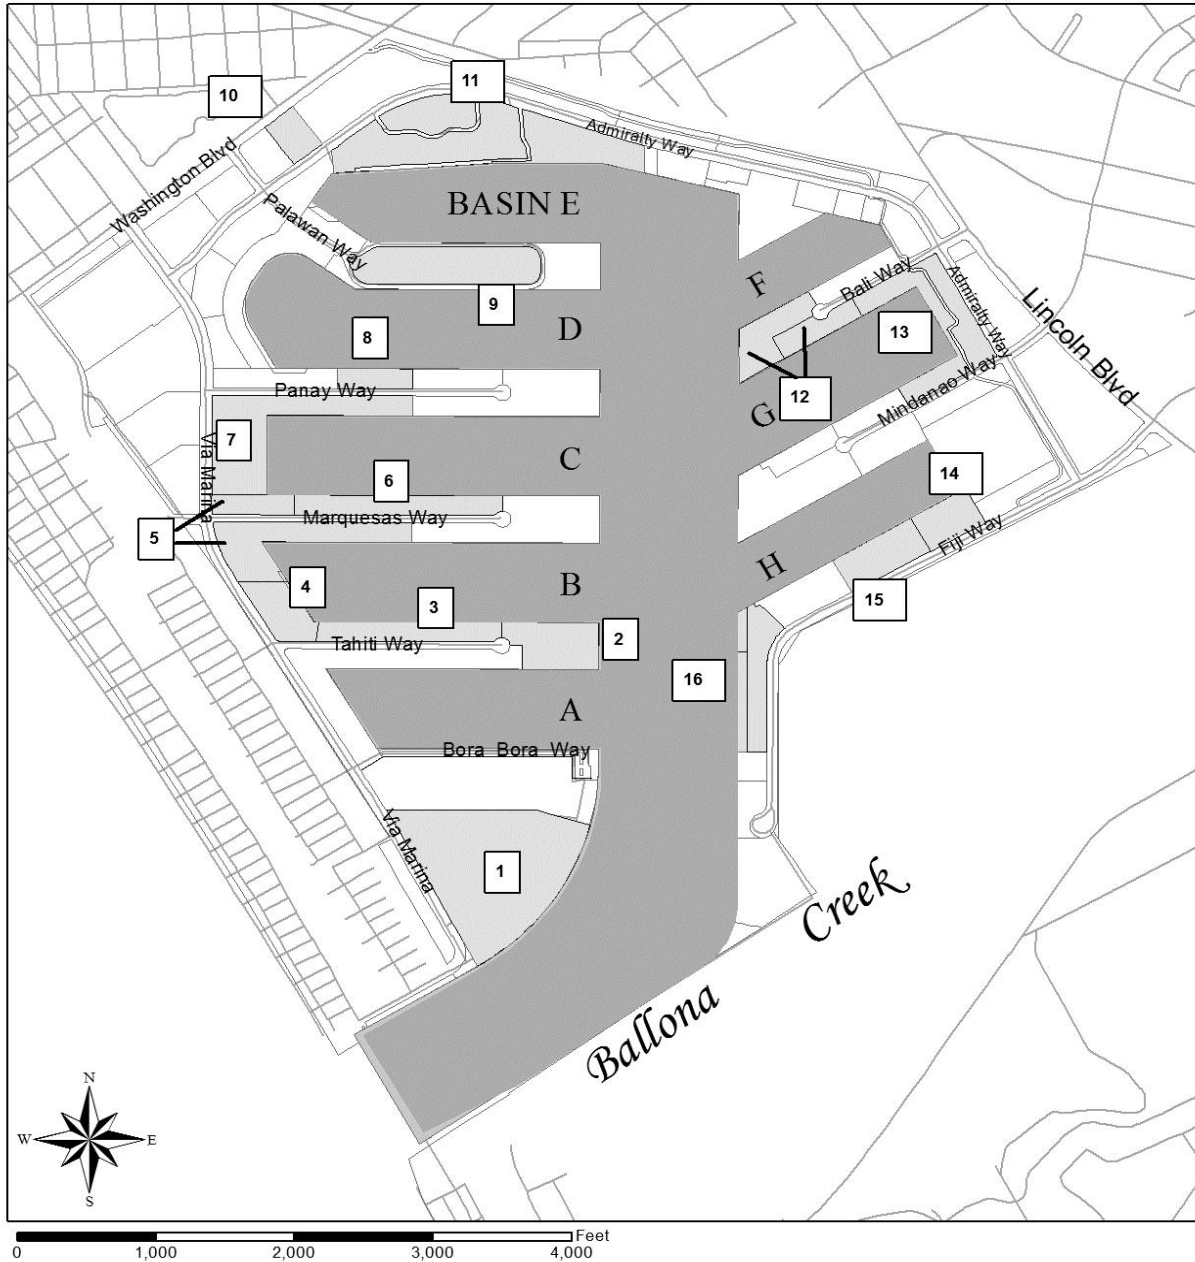 11
10
Admiralty Way
Washington Blvd
BASIN E
Palawan Way
F
Bali Way
Admiralty Way
Lincoln Blvd
9
D
8
13
12
Panay Way
G
Mindanao Way
7
Via Marina
C
6
14
Marquesas Way
5
Fiji Way
H
4
B
3
15
2
Tahiti Way
16
A
Bora Bora Way
Via Marina
1
Ballona Creek
N
W
E
S
Feet
0
1,000
2,000
3,000
4,000